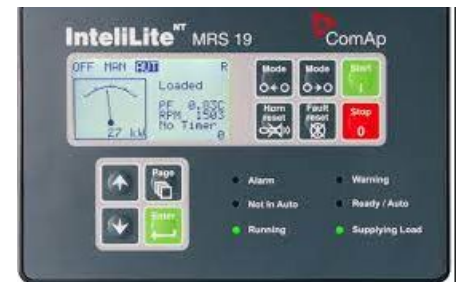 InteliLite NT MRS 19
ComAp
OFF MAN AUT R
Loaded
PF 0.83C
RPM 1503
No Timer
27 kW 0
Mode Mode Start
I
Horn reset Fault reset Stop
0
Page
Enter
Alarm Warning
Not In Auto Ready / Auto
Running Supplying Load